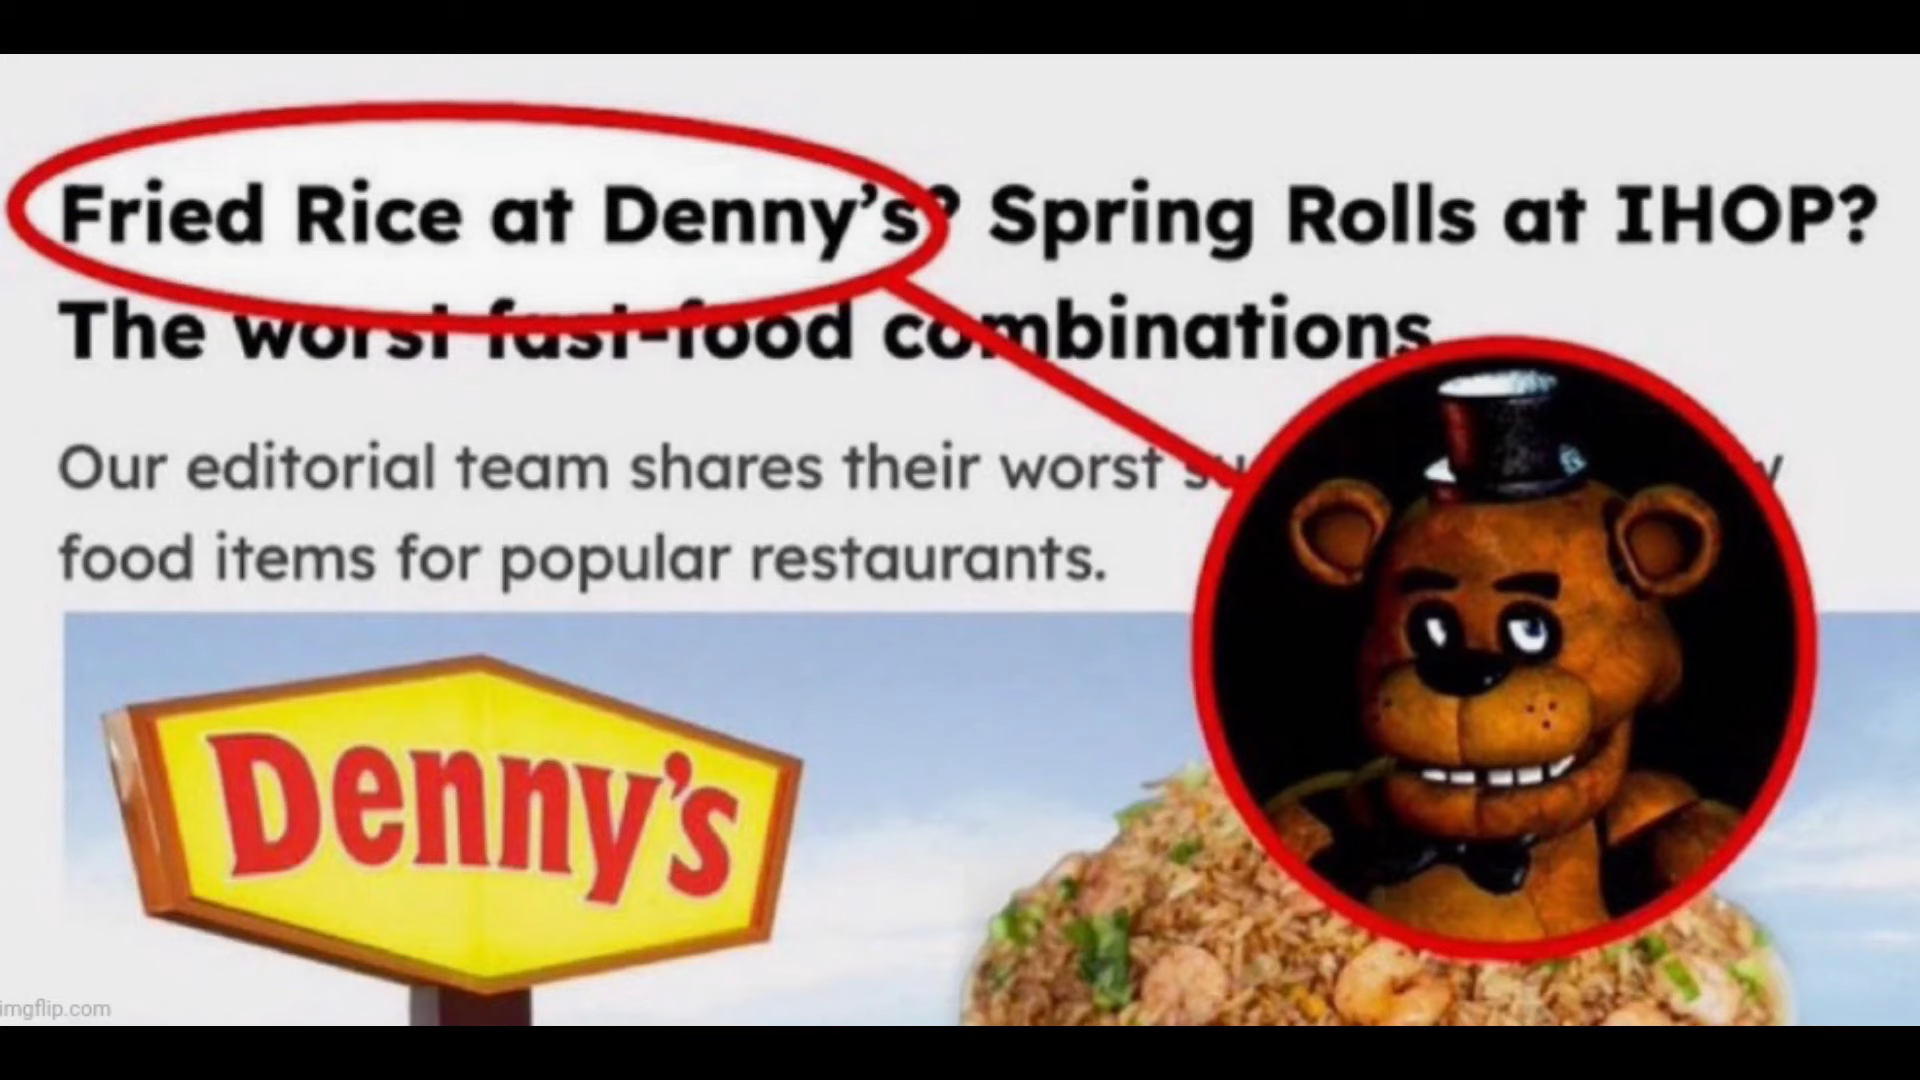 Fried Rice at Denny's? Spring Rolls at IHOP?
The worst fast-food combinations
Our editorial team shares their worst
food items for popular restaurants.
Denny's
imgflip.com